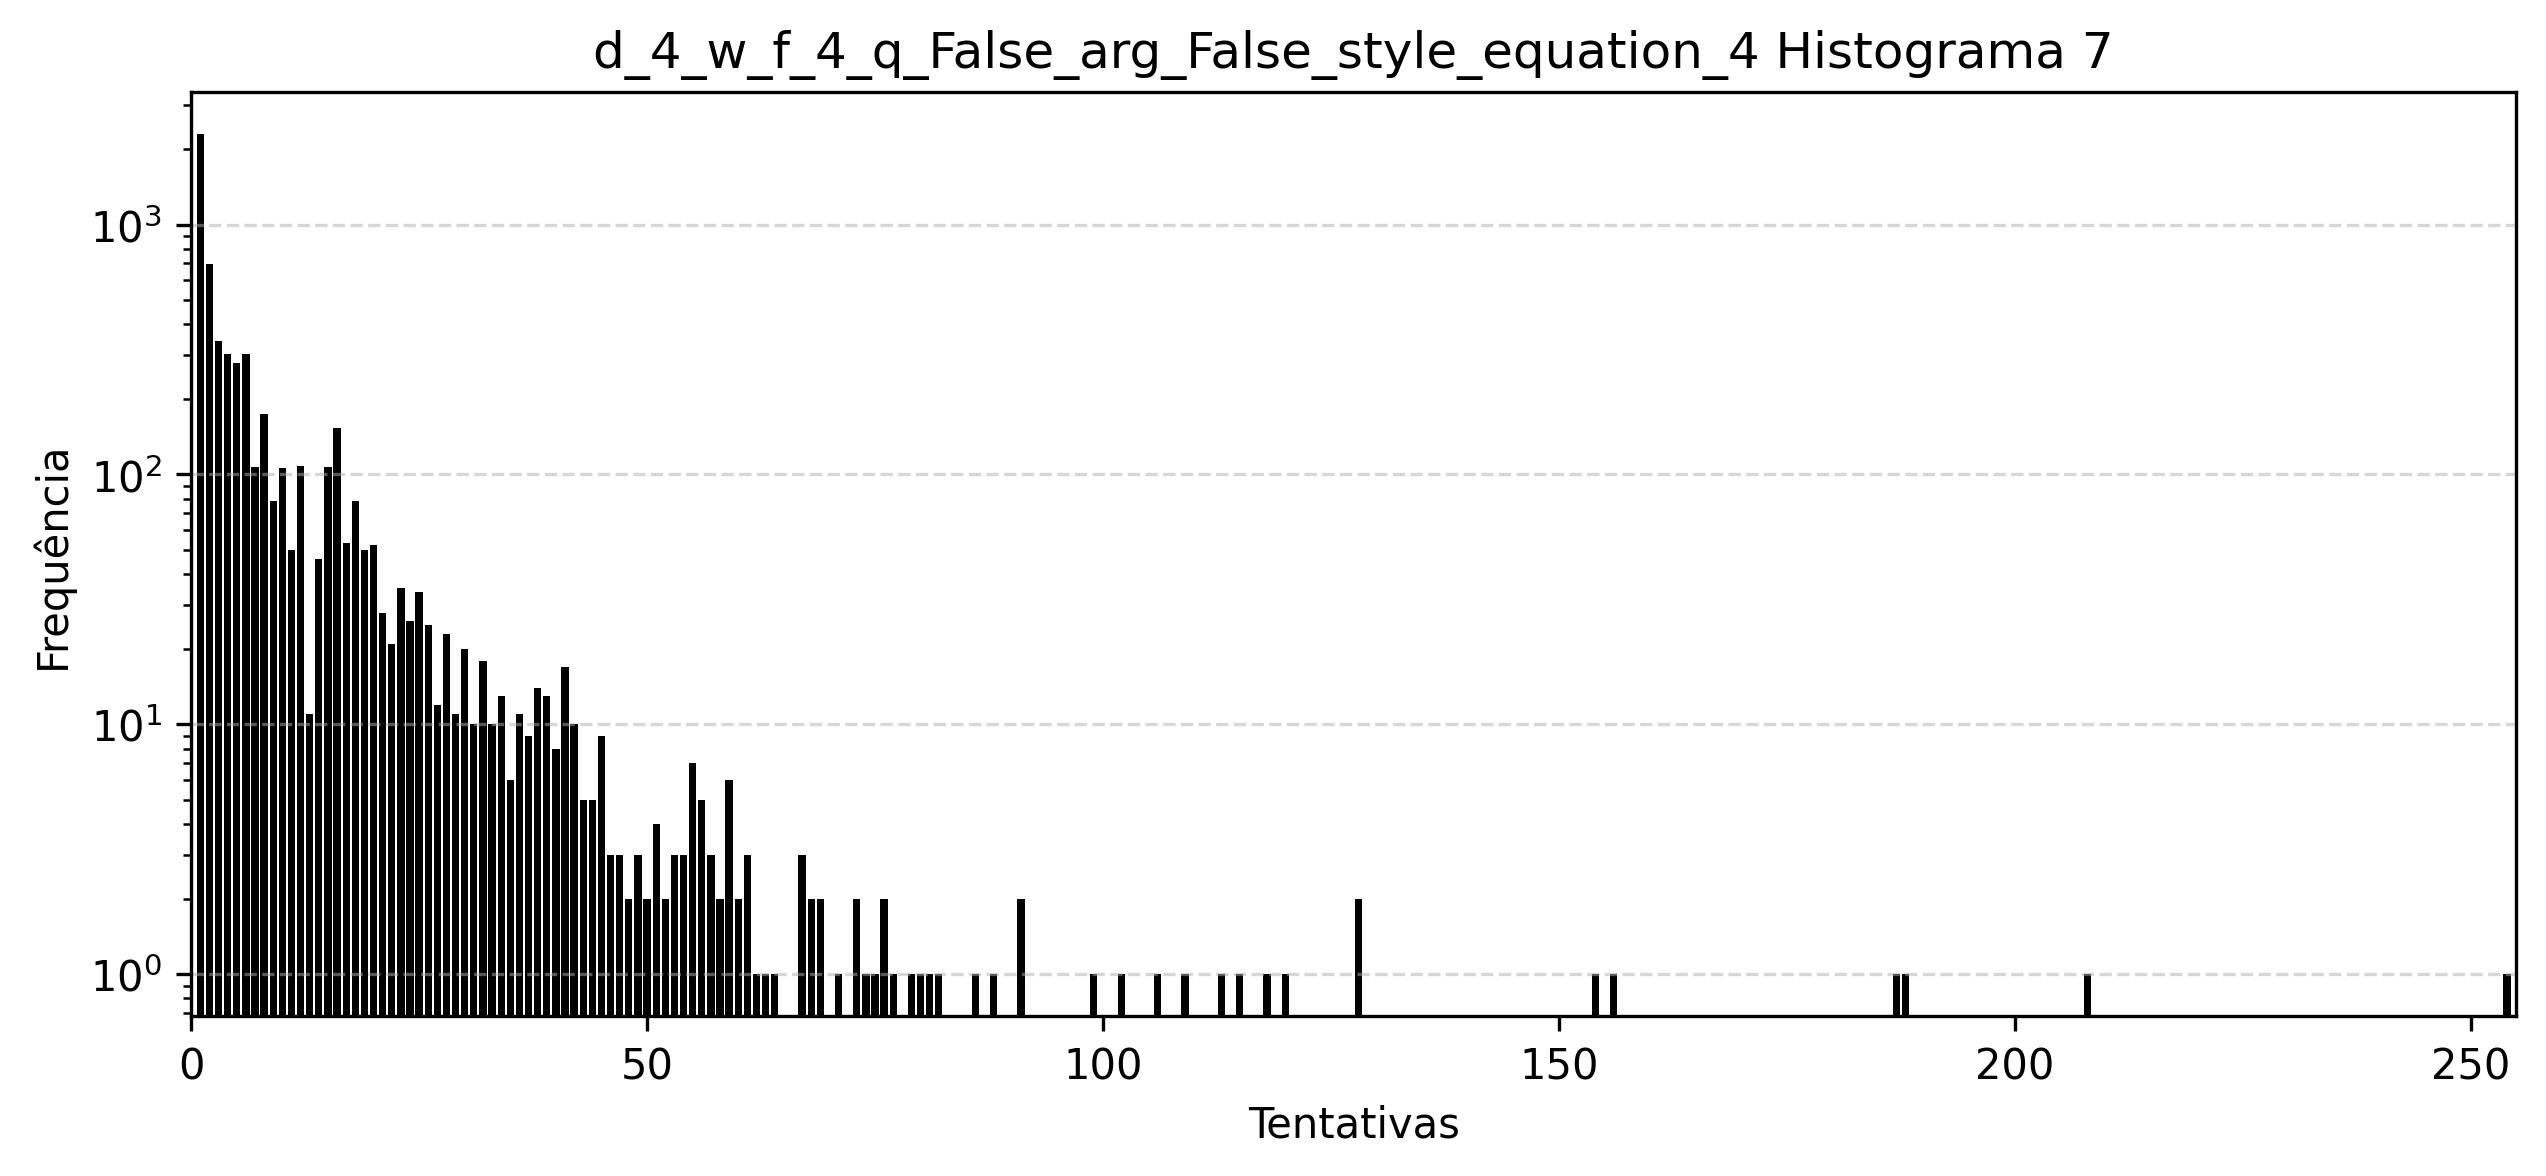 d_4_w_f_4_q_False_arg_False_style_equation_4 Histograma 7
Frequência
10³
10²
10¹
10⁰
0 50 100 150 200 250
Tentativas